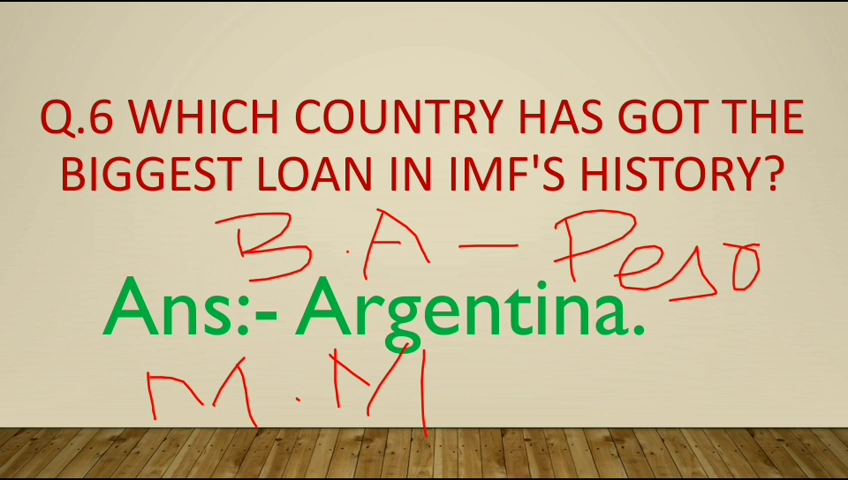 Q.6 WHICH COUNTRY HAS GOT THE
BIGGEST LOAN IN IMF'S HISTORY?
B.A - Peso
Ans:- Argentina.
M.M